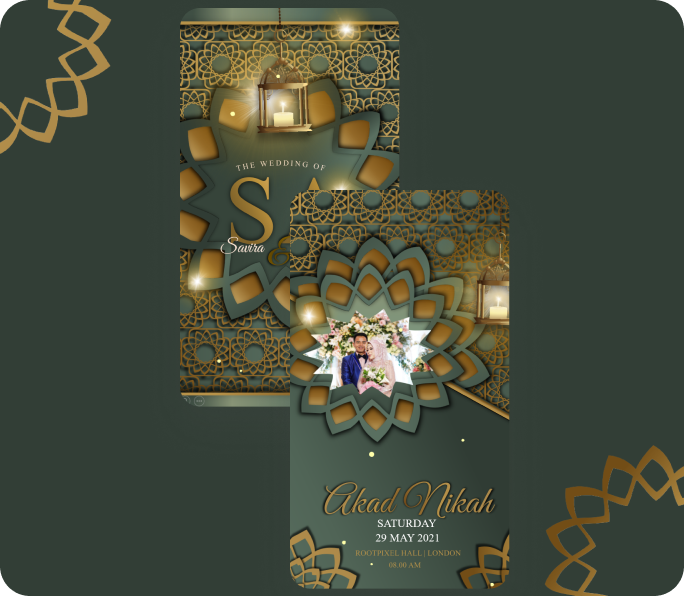 THE WEDDING OF
S
Savira
&
Akad Nikah
SATURDAY
29 MAY 2021
ROOTPIXEL HALL | LONDON
08.00 AM